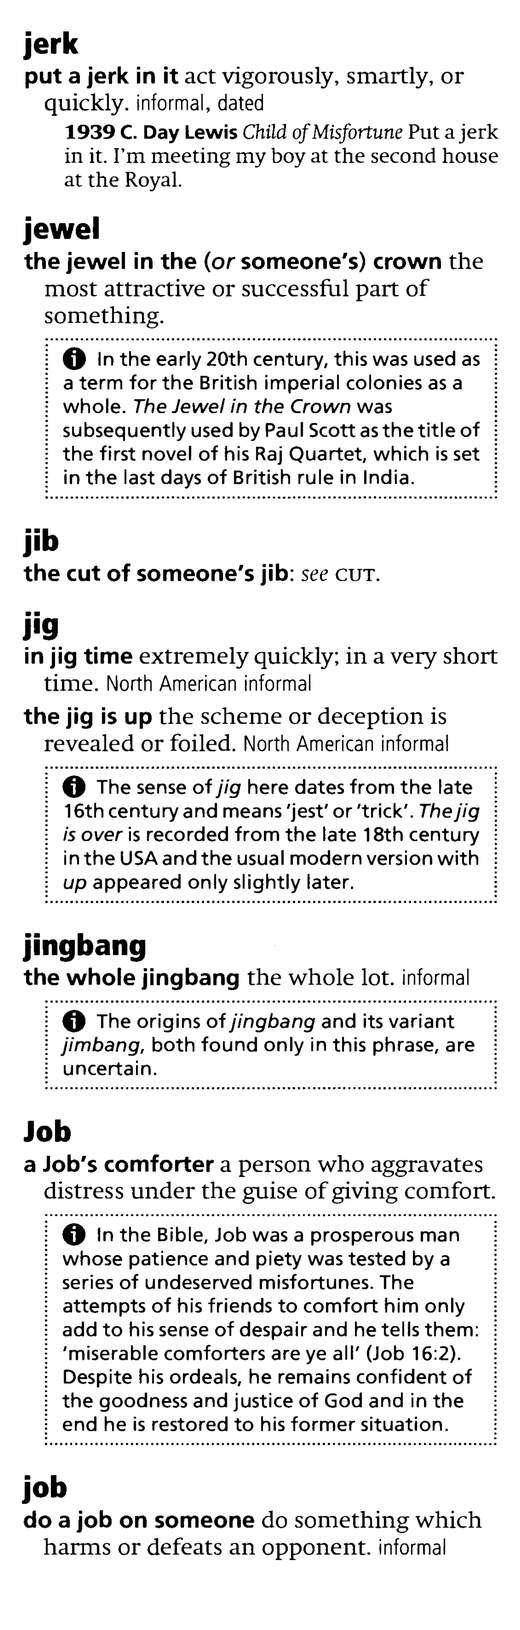 jerk
put a jerk in it act vigorously, smartly, or
quickly. informal, dated
1939 C. Day Lewis Child of Misfortune Put a jerk
in it. I'm meeting my boy at the second house
at the Royal.
jewel
the jewel in the (or someone's) crown the
most attractive or successful part of
something.
In the early 20th century, this was used as
a term for the British imperial colonies as a
whole. The Jewel in the Crown was
subsequently used by Paul Scott as the title of
the first novel of his Raj Quartet, which is set
in the last days of British rule in India.
jib
the cut of someone's jib: see CUT.
jig
in jig time extremely quickly; in a very short
time. North American informal
the jig is up the scheme or deception is
revealed or foiled. North American informal
The sense of jig here dates from the late
16th century and means 'jest' or 'trick'. The jig
is over is recorded from the late 18th century
in the USA and the usual modern version with
up appeared only slightly later.
jingbang
the whole jingbang the whole lot. informal
The origins of jingbang and its variant
jimbang, both found only in this phrase, are
uncertain.
Job
a Job's comforter a person who aggravates
distress under the guise of giving comfort.
In the Bible, Job was a prosperous man
whose patience and piety was tested by a
series of undeserved misfortunes. The
attempts of his friends to comfort him only
add to his sense of despair and he tells them:
'miserable comforters are ye all' (Job 16:2).
Despite his ordeals, he remains confident of
the goodness and justice of God and in the
end he is restored to his former situation.
job
do a job on someone do something which
harms or defeats an opponent. informal